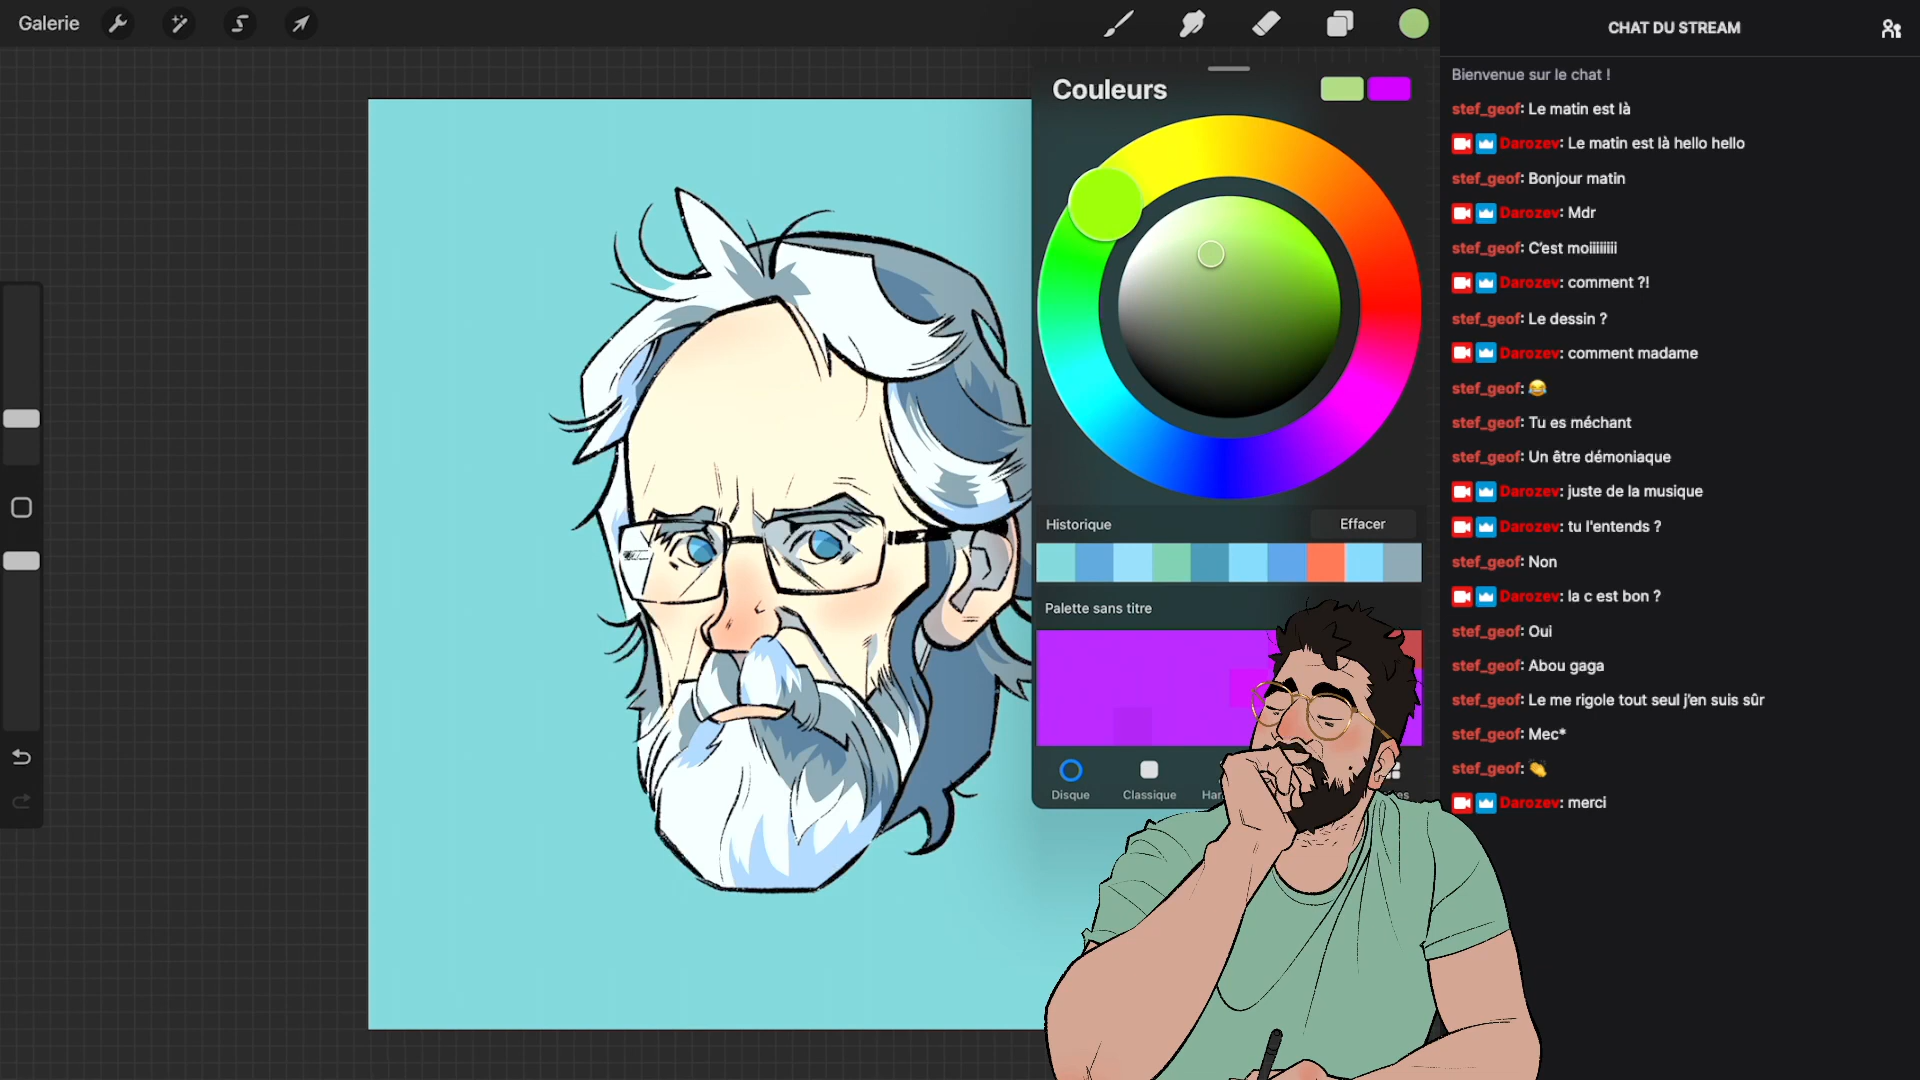 Galerie
Couleurs
Historique
Effacer
Palette sans titre
Disque
Classique
CHAT DU STREAM
Bienvenue sur le chat !
stef_geof: Le matin est là
Darozev: Le matin est là hello hello
stef_geof: Bonjour matin
Darozev: Mdr
stef_geof: C'est moiiiiiiiii
Darozev: comment ?!
stef_geof: Le dessin ?
Darozev: comment madame
stef_geof: 😂
stef_geof: Tu es méchant
stef_geof: Un être démoniaque
Darozev: juste de la musique
Darozev: tu l'entends ?
stef_geof: Non
Darozev: la c est bon ?
stef_geof: Oui
stef_geof: Abou gaga
stef_geof: Le me rigole tout seul j'en suis sûr
stef_geof: Mec*
stef_geof: 👏
Darozev: merci